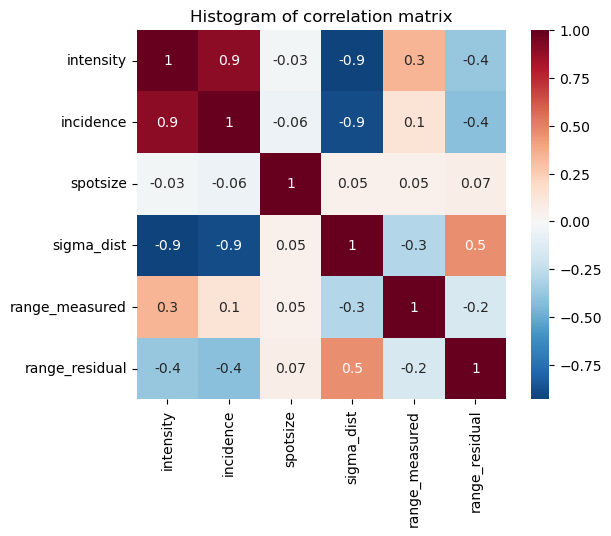 Histogram of correlation matrix
intensity 1 0.9 -0.03 -0.9 0.3 -0.4
incidence 0.9 1 -0.06 -0.9 0.1 -0.4
spotsize -0.03 -0.06 1 0.05 0.05 0.07
sigma_dist -0.9 -0.9 0.05 1 -0.3 0.5
range_measured 0.3 0.1 0.05 -0.3 1 -0.2
range_residual -0.4 -0.4 0.07 0.5 -0.2 1
intensity
incidence
spotsize
sigma_dist
range_measured
range_residual
1.00
0.75
0.50
0.25
0.00
−0.25
−0.50
−0.75